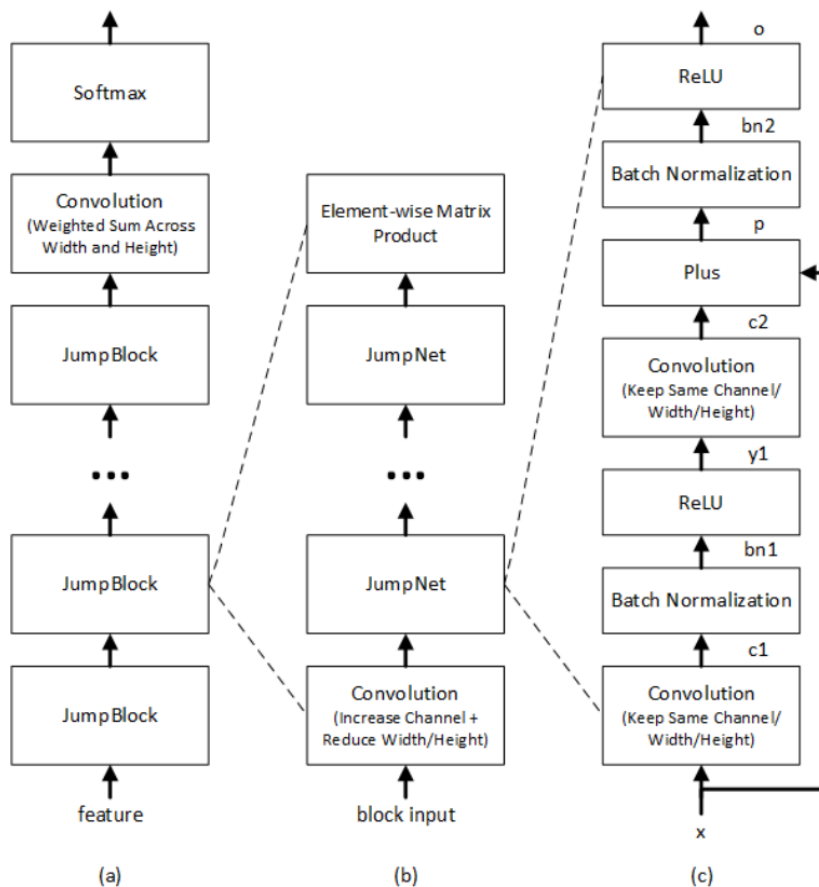 Softmax
Convolution
(Weighted Sum Across
Width and Height)
JumpBlock
...
JumpBlock
JumpBlock
feature
(a)
Element-wise Matrix
Product
JumpNet
...
JumpNet
Convolution
(Increase Channel +
Reduce Width/Height)
block input
(b)
o
ReLU
bn2
Batch Normalization
p
Plus
c2
Convolution
(Keep Same Channel/
Width/Height)
y1
ReLU
bn1
Batch Normalization
c1
Convolution
(Keep Same Channel/
Width/Height)
x
(c)